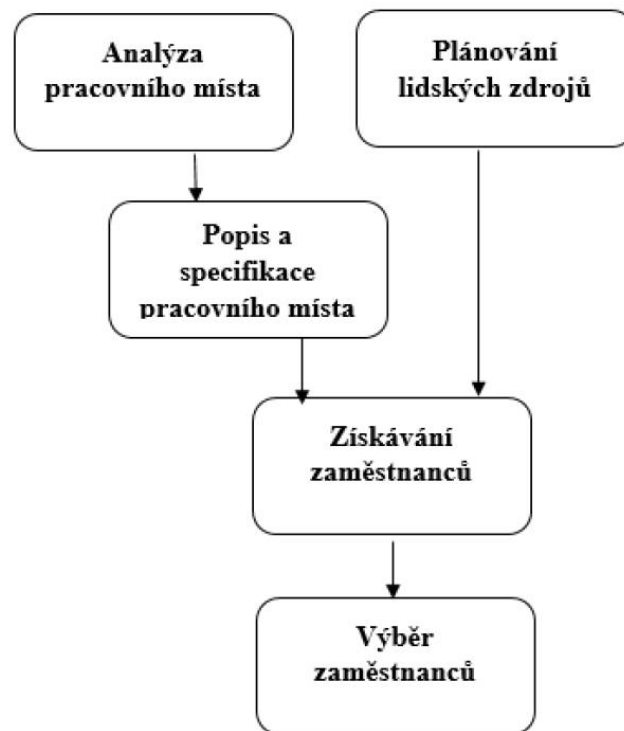 Analýza
pracovního místa
Plánování
lidských zdrojů
Popis a
specifikace
pracovního místa
Získávání
zaměstnanců
Výběr
zaměstnanců